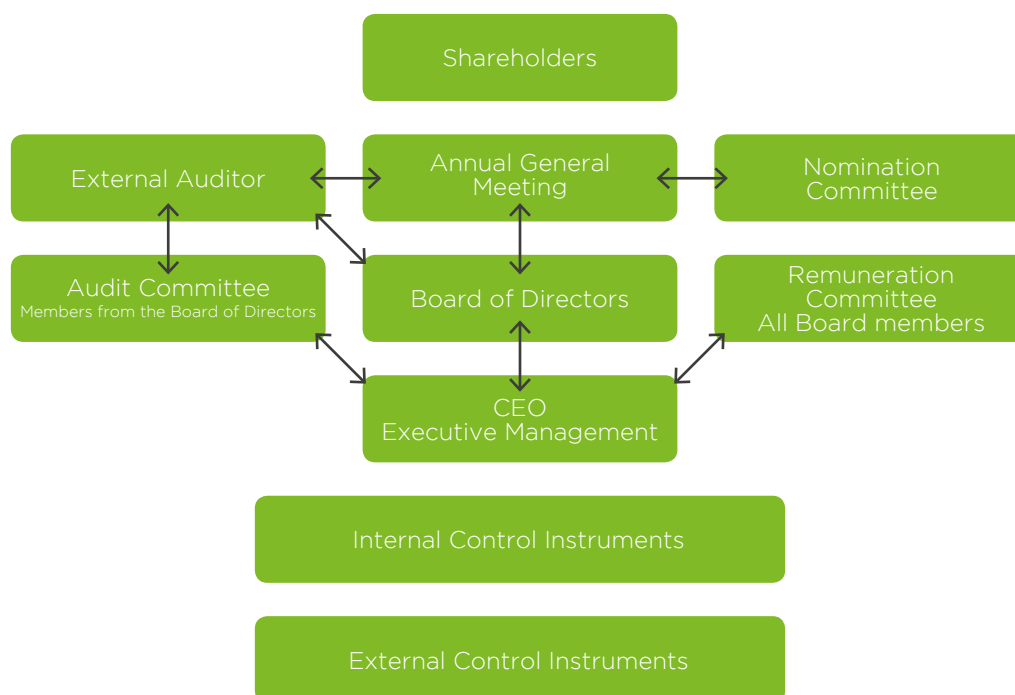 Shareholders
External Auditor
Annual General
Meeting
Nomination
Committee
Audit Committee
Members from the Board of Directors
Board of Directors
Remuneration
Committee
All Board members
CEO
Executive Management
Internal Control Instruments
External Control Instruments